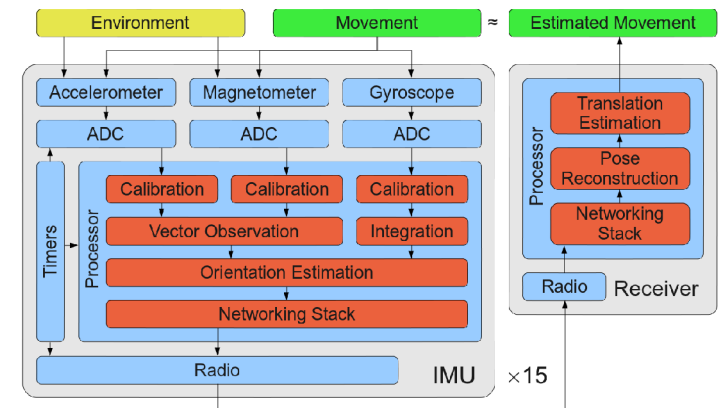 Environment
Movement
≈
Estimated Movement
Accelerometer
Magnetometer
Gyroscope
ADC
ADC
ADC
Timers
Processor
Calibration
Calibration
Calibration
Vector Observation
Integration
Orientation Estimation
Networking Stack
Radio
IMU
×15
Processor
Translation
Estimation
Pose
Reconstruction
Networking
Stack
Radio
Receiver